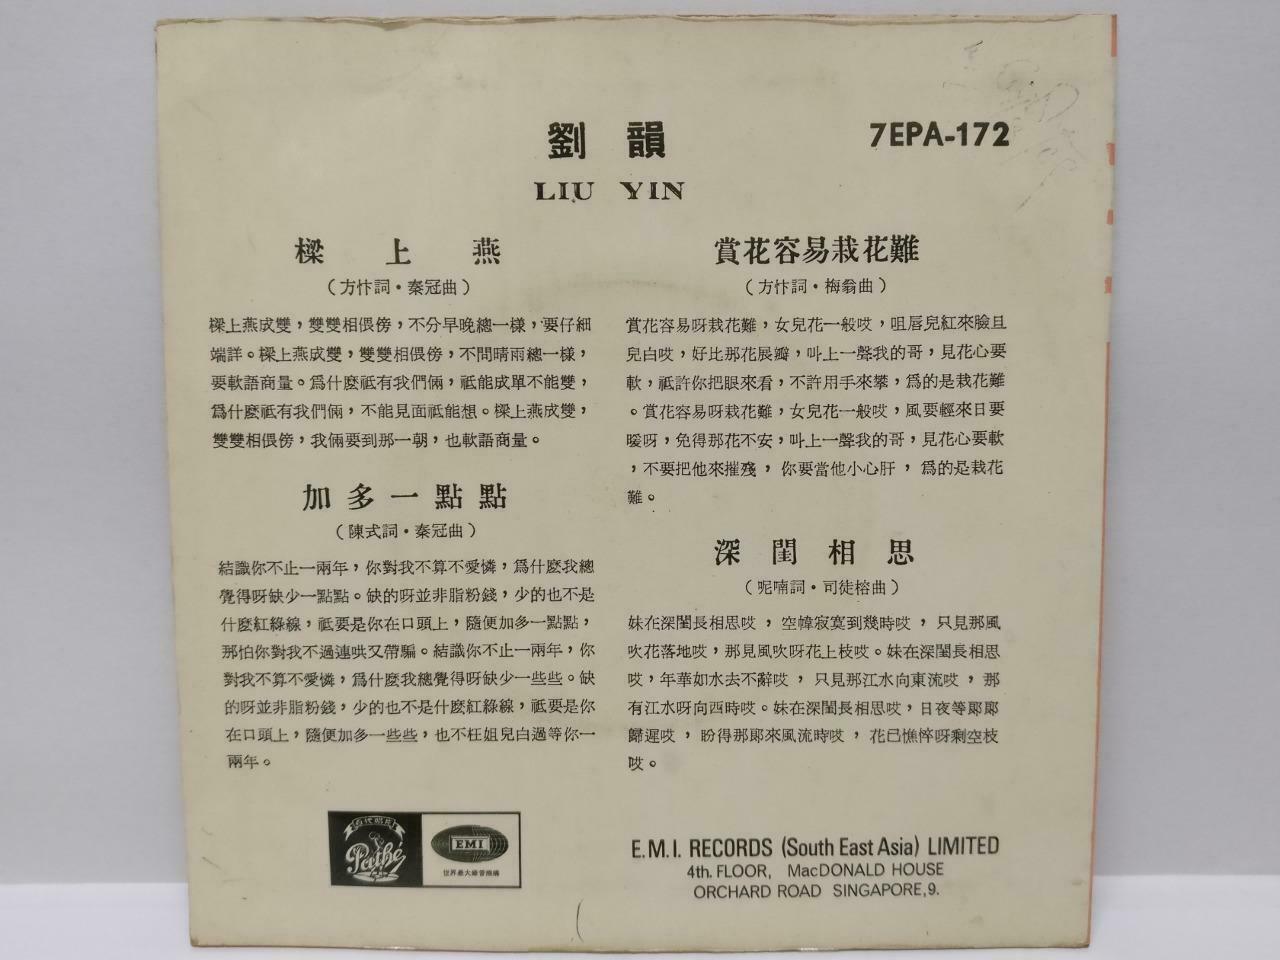 劉韻
7EPA-172
LIU YIN
樑上燕
(方忭詞・秦冠曲)
樑上燕成雙，雙雙相偎傍，不分早晚總一樣，要仔細
端詳。樑上燕成雙，雙雙相偎傍，不問晴雨總一樣，
要軟語商量。爲什麽祗有我們倆，祗能成單不能雙，
爲什麽祗有我們倆，不能見面祗能想。樑上燕成雙，
雙雙相偎傍，我倆要到那一朝，也軟語商量。
加多一點點
(陳式詞・秦冠曲)
結識你不止一兩年，你對我不算不愛憐，爲什麽我總
覺得呀缺少一點點。缺的呀並非脂粉錢，少的也不是
什麽紅綠線，祗要是你在口頭上，隨便加多一點點，
那怕你對我不過連哄又帶騙。結識你不止一兩年，你
對我不算不愛憐，爲什麽我總覺得呀缺少一些些。缺
的呀並非脂粉錢，少的也不是什麽紅綠線，祗要是你
在口頭上，隨便加多一些些，也不枉姐兒白過等你一
兩年。
賞花容易栽花難
(方忭詞・梅翁曲)
賞花容易呀栽花難，女兒花一般哎，咀唇兒紅來臉且
兒白哎，好比那花展瓣，叫上一聲我的哥，見花心要
軟，祗許你把眼來看，不許用手來攀，爲的是栽花難
。賞花容易呀栽花難，女兒花一般哎，風要輕來日要
暖呀，免得那花不安，叫上一聲我的哥，見花心要軟
，不要把他來摧殘，你要當他小心肝，爲的是栽花
難。
深閨相思
(呢喃詞・司徒榕曲)
妹在深閨長相思哎，空幃寂寞到幾時哎，只見那風
吹花落地哎，那見風吹呀花上枝哎。妹在深閨長相思
哎，年華如水去不辭哎，只見那江水向東流哎，那
有江水呀向西時哎。妹在深閨長相思哎，日夜等郞郞
歸遲哎，盼得那郞來風流時哎，花已憔悴呀剩空枝
哎。
百代唱片
Pathé
EMI
世界最大錄音機構
E.M.I. RECORDS (South East Asia) LIMITED
4th. FLOOR, MacDONALD HOUSE
ORCHARD ROAD SINGAPORE,9.